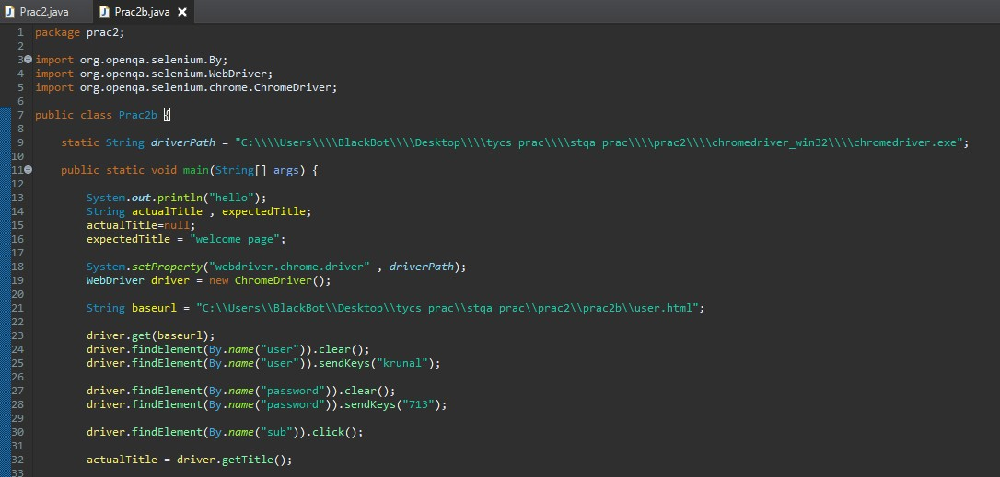 Prac2.java Prac2b.java
1 package prac2;
2
3 import org.openqa.selenium.By;
4 import org.openqa.selenium.WebDriver;
5 import org.openqa.selenium.chrome.ChromeDriver;
6
7 public class Prac2b {
8
9 static String driverPath = "C:\\\\Users\\\\BlackBot\\\\Desktop\\\\tycs prac\\\\stqa prac\\\\prac2\\\\chromedriver_win32\\\\chromedriver.exe";
10
11 public static void main(String[] args) {
12
13 System.out.println("hello");
14 String actualTitle , expectedTitle;
15 actualTitle=null;
16 expectedTitle = "welcome page";
17
18 System.setProperty("webdriver.chrome.driver" , driverPath);
19 WebDriver driver = new ChromeDriver();
20
21 String baseurl = "C:\\Users\\BlackBot\\Desktop\\tycs prac\\stqa prac\\prac2\\prac2b\\user.html";
22
23 driver.get(baseurl);
24 driver.findElement(By.name("user")).clear();
25 driver.findElement(By.name("user")).sendKeys("krunal");
26
27 driver.findElement(By.name("password")).clear();
28 driver.findElement(By.name("password")).sendKeys("713");
29
30 driver.findElement(By.name("sub")).click();
31
32 actualTitle = driver.getTitle();
33